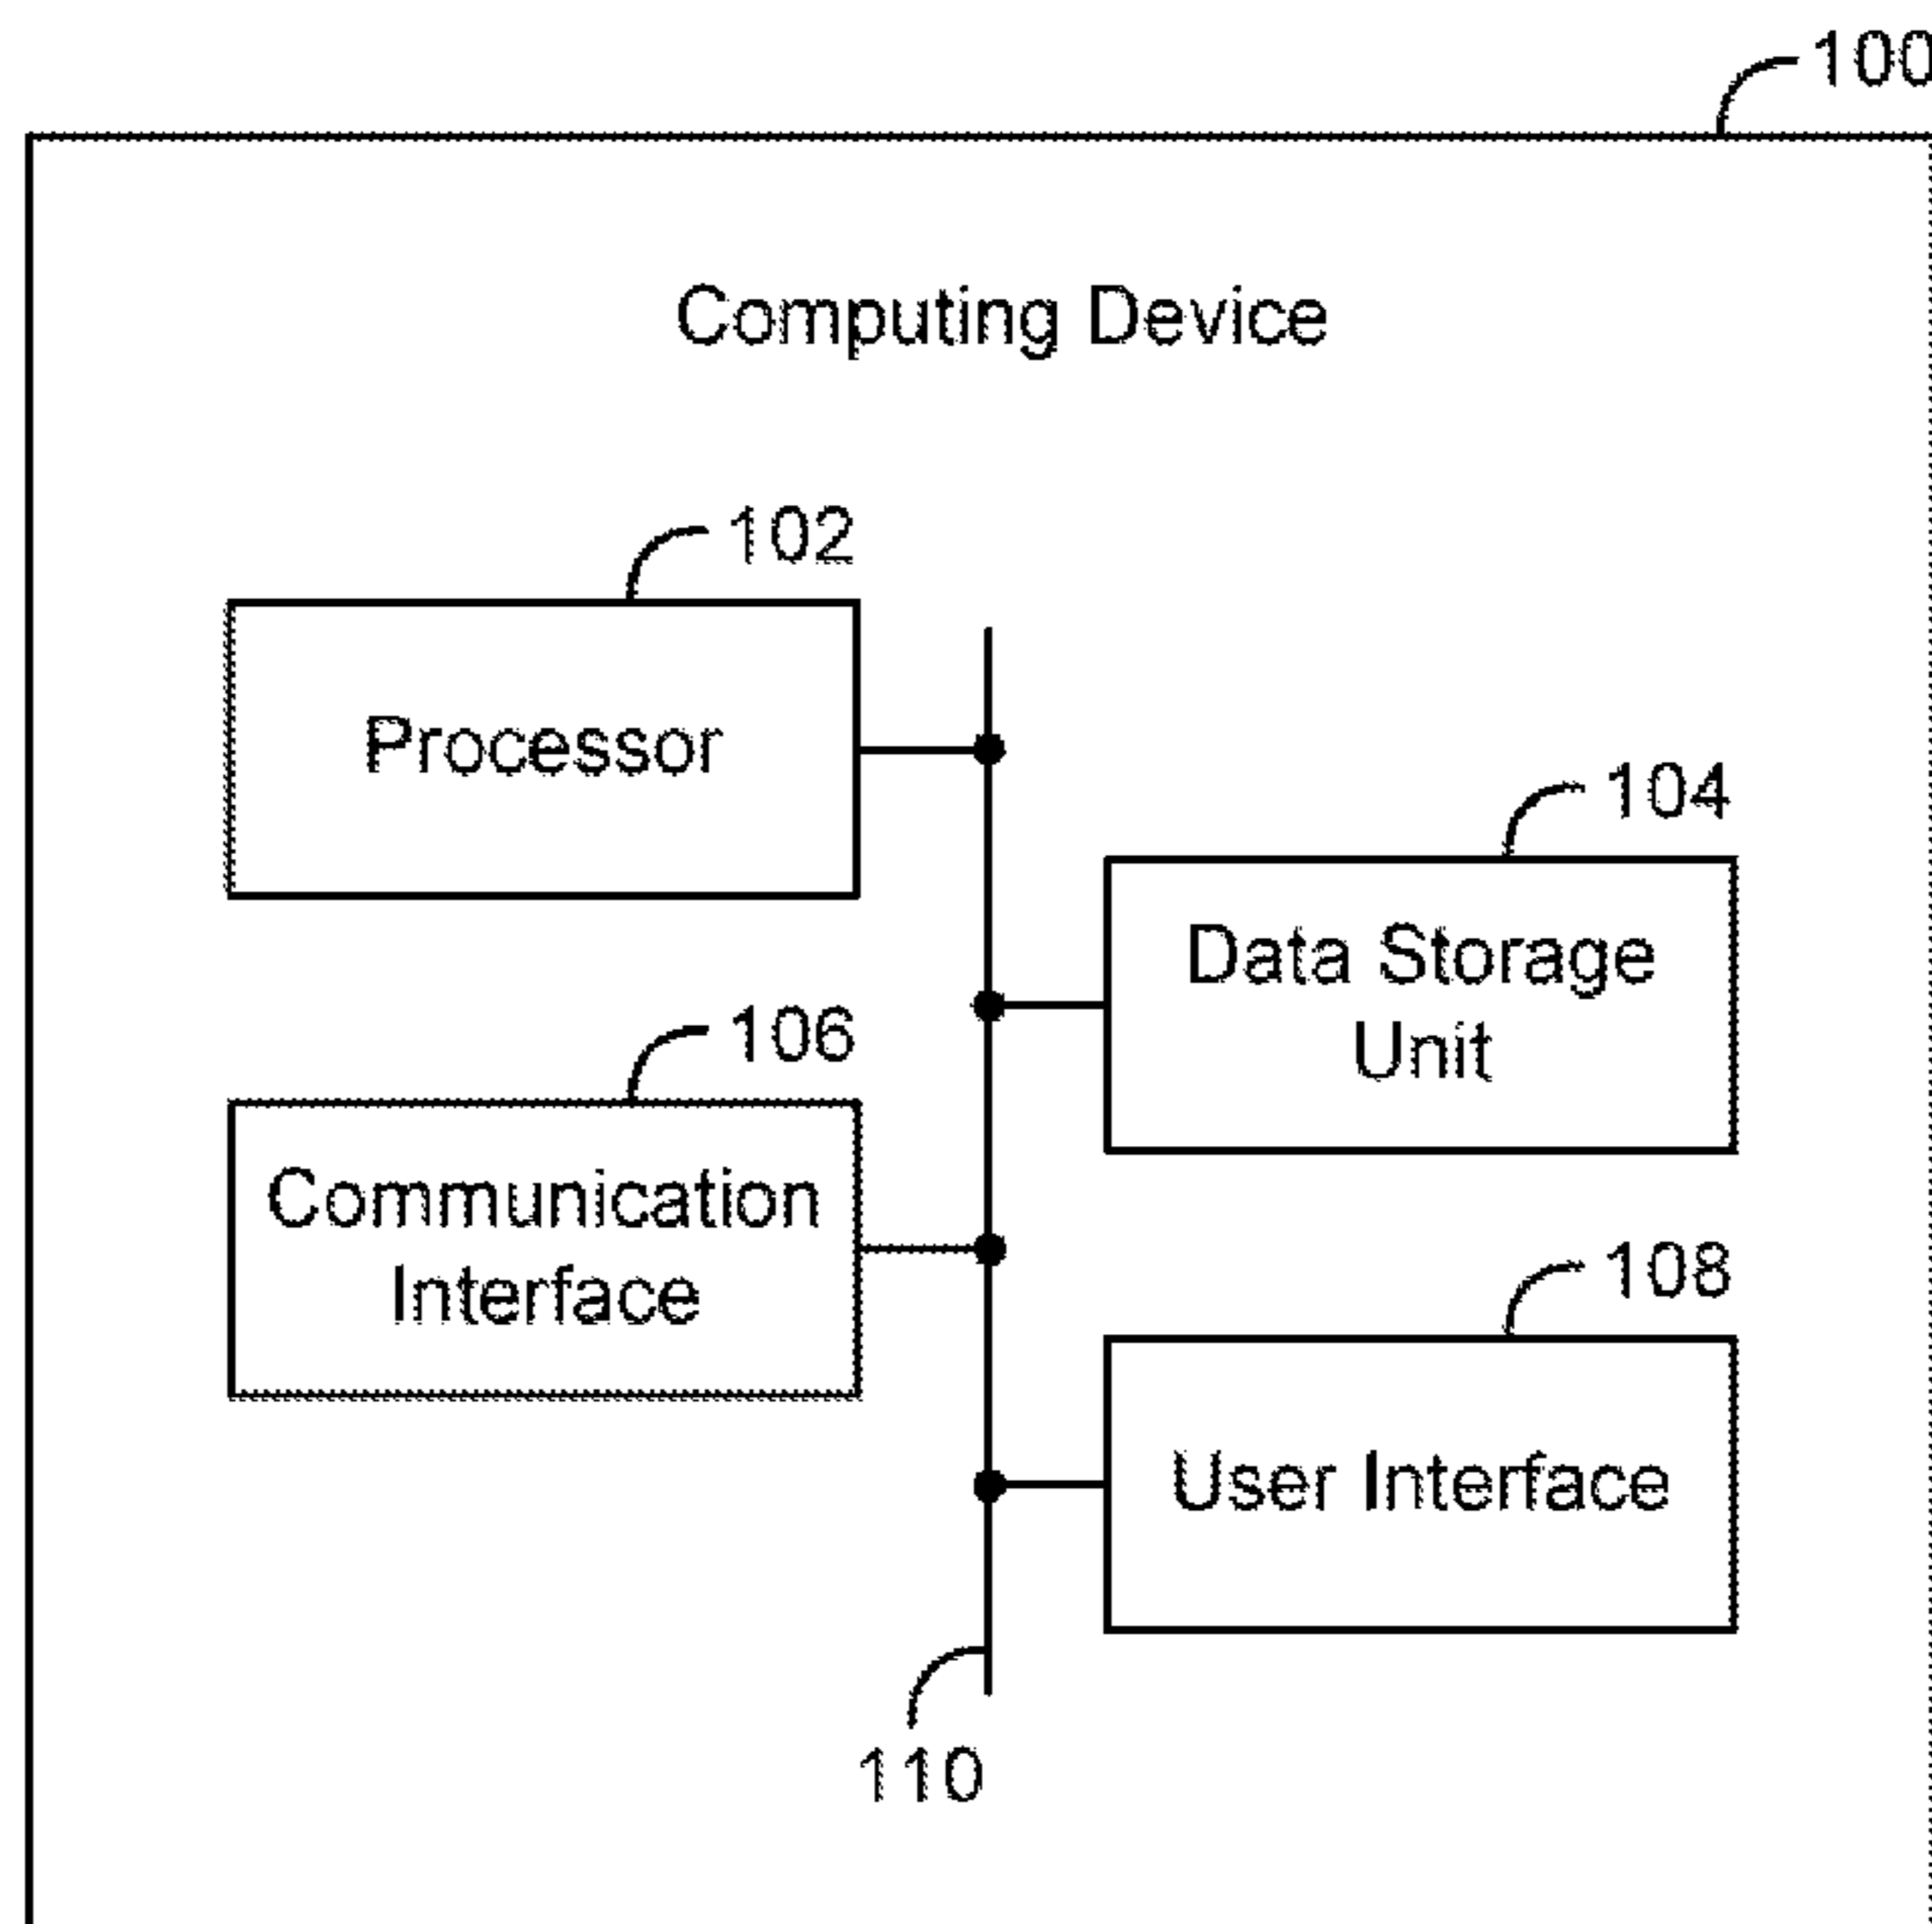 100
Computing Device
102
Processor
104
Data Storage
Unit
106
Communication
Interface
108
User Interface
110